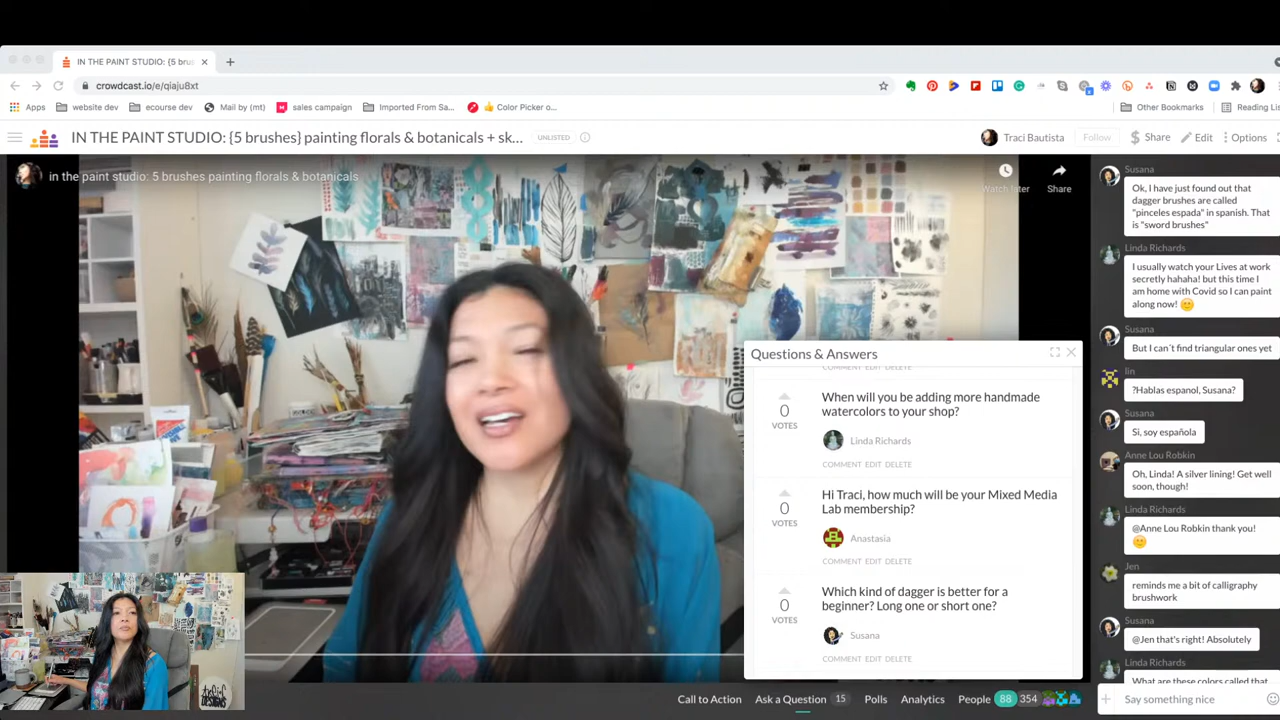 IN THE PAINT STUDIO: {5 brus
crowdcast.io/e/qiaju8xt
Apps
website dev
ecourse dev
Mail by (mt)
sales campaign
Imported From Sa...
Color Picker o...
Other Bookmarks
Reading Lis
IN THE PAINT STUDIO: {5 brushes} painting florals & botanicals + sk...
UNLISTED
Traci Bautista
Follow
Share
Edit
Options
in the paint studio: 5 brushes painting florals & botanicals
Watch later
Share
Questions & Answers
COMMENT EDIT DELETE
When will you be adding more handmade
watercolors to your shop?
0
VOTES
Linda Richards
COMMENT EDIT DELETE
Hi Traci, how much will be your Mixed Media
Lab membership?
0
VOTES
Anastasia
COMMENT EDIT DELETE
Which kind of dagger is better for a
beginner? Long one or short one?
0
VOTES
Susana
COMMENT EDIT DELETE
Call to Action
Ask a Question 15
Polls
Analytics
People 88 354
Susana
Ok, I have just found out that
dagger brushes are called
"pinceles espada" in spanish. That
is "sword brushes"
Linda Richards
I usually watch your Lives at work
secretly hahaha! but this time I
am home with Covid so I can paint
along now!
Susana
But I can´t find triangular ones yet
lin
?Hablas espanol, Susana?
Susana
Si, soy española
Anne Lou Robkin
Oh, Linda! A silver lining! Get well
soon, though!
Linda Richards
@Anne Lou Robkin thank you!
Jen
reminds me a bit of calligraphy
brushwork
Susana
@Jen that's right! Absolutely
Linda Richards
What are these colors called that
Say something nice